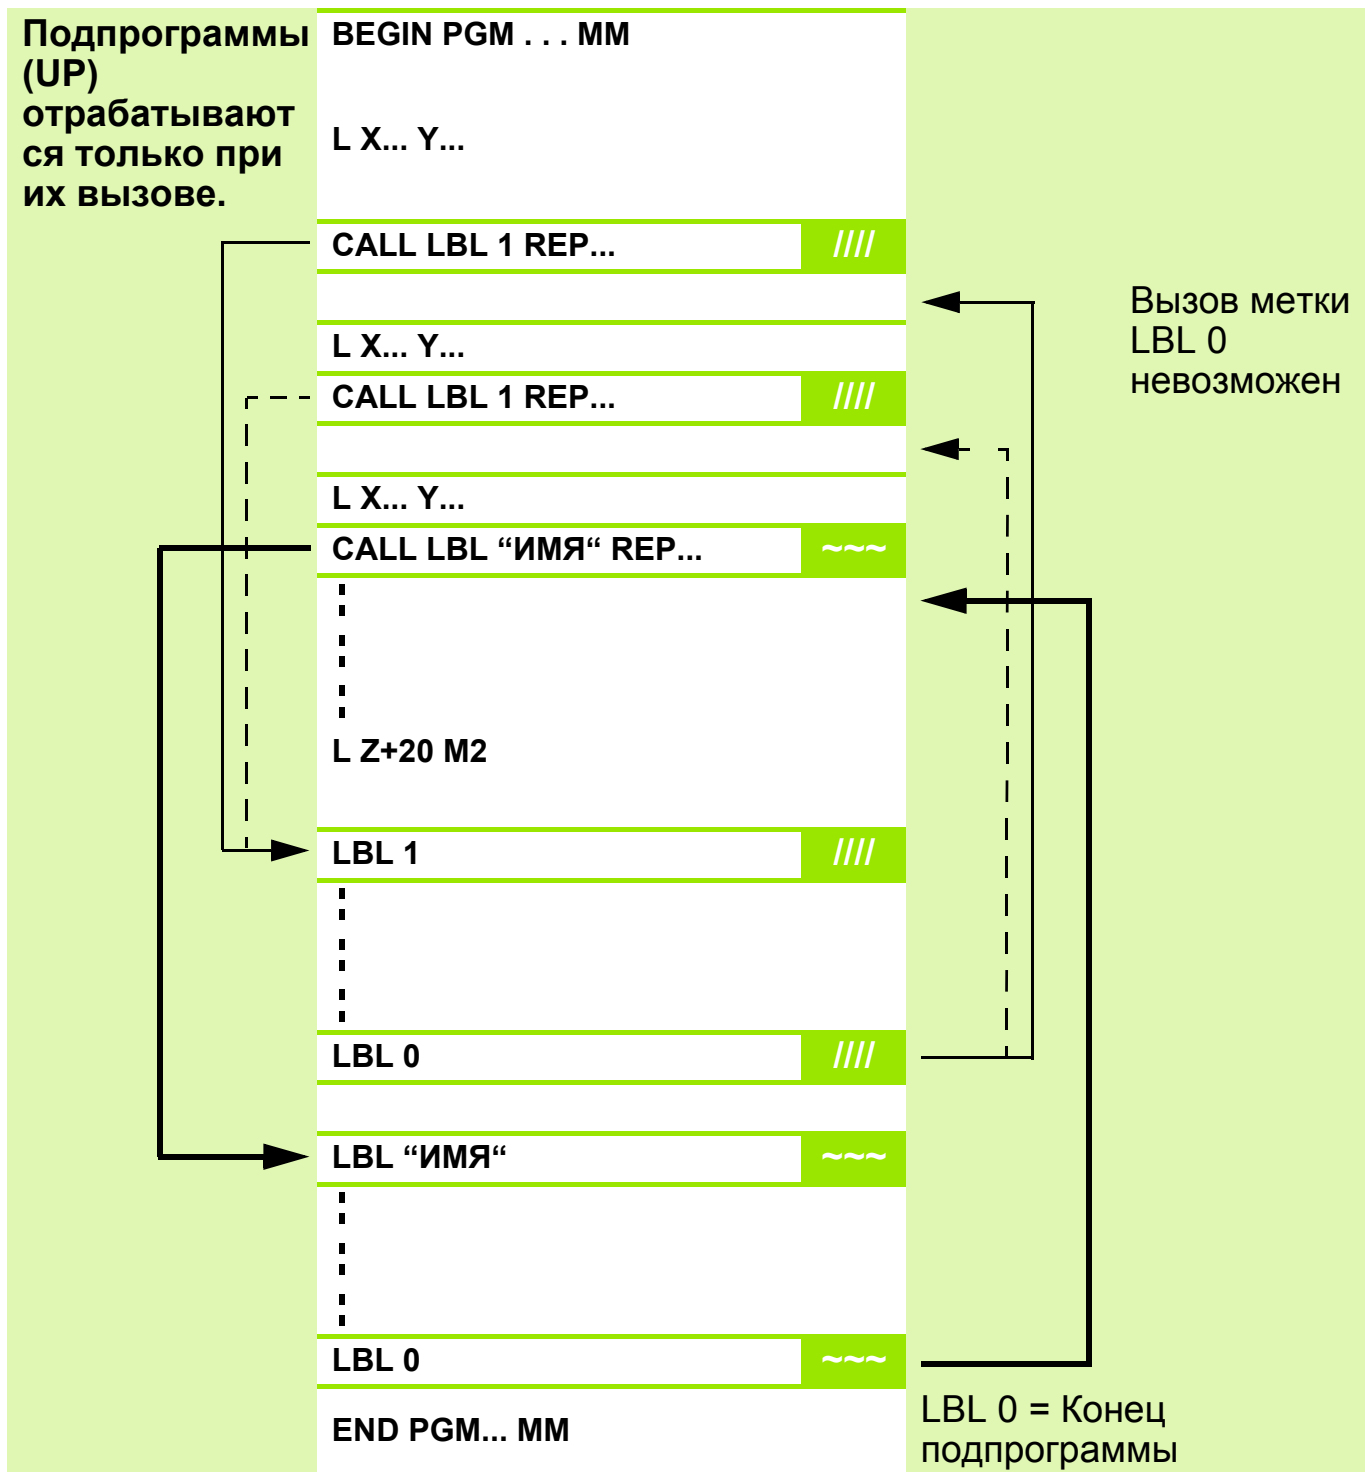 Подпрограммы
(UP)
отрабатывают
ся только при
их вызове.
BEGIN PGM . . . MM
L X... Y...
CALL LBL 1 REP... ////
Вызов метки
LBL 0
невозможен
L X... Y...
CALL LBL 1 REP... ////
L X... Y...
CALL LBL “ИМЯ“ REP... ~~~
L Z+20 M2
LBL 1 ////
LBL 0 ////
LBL “ИМЯ“ ~~~
LBL 0 ~~~
END PGM... MM
LBL 0 = Конец
подпрограммы